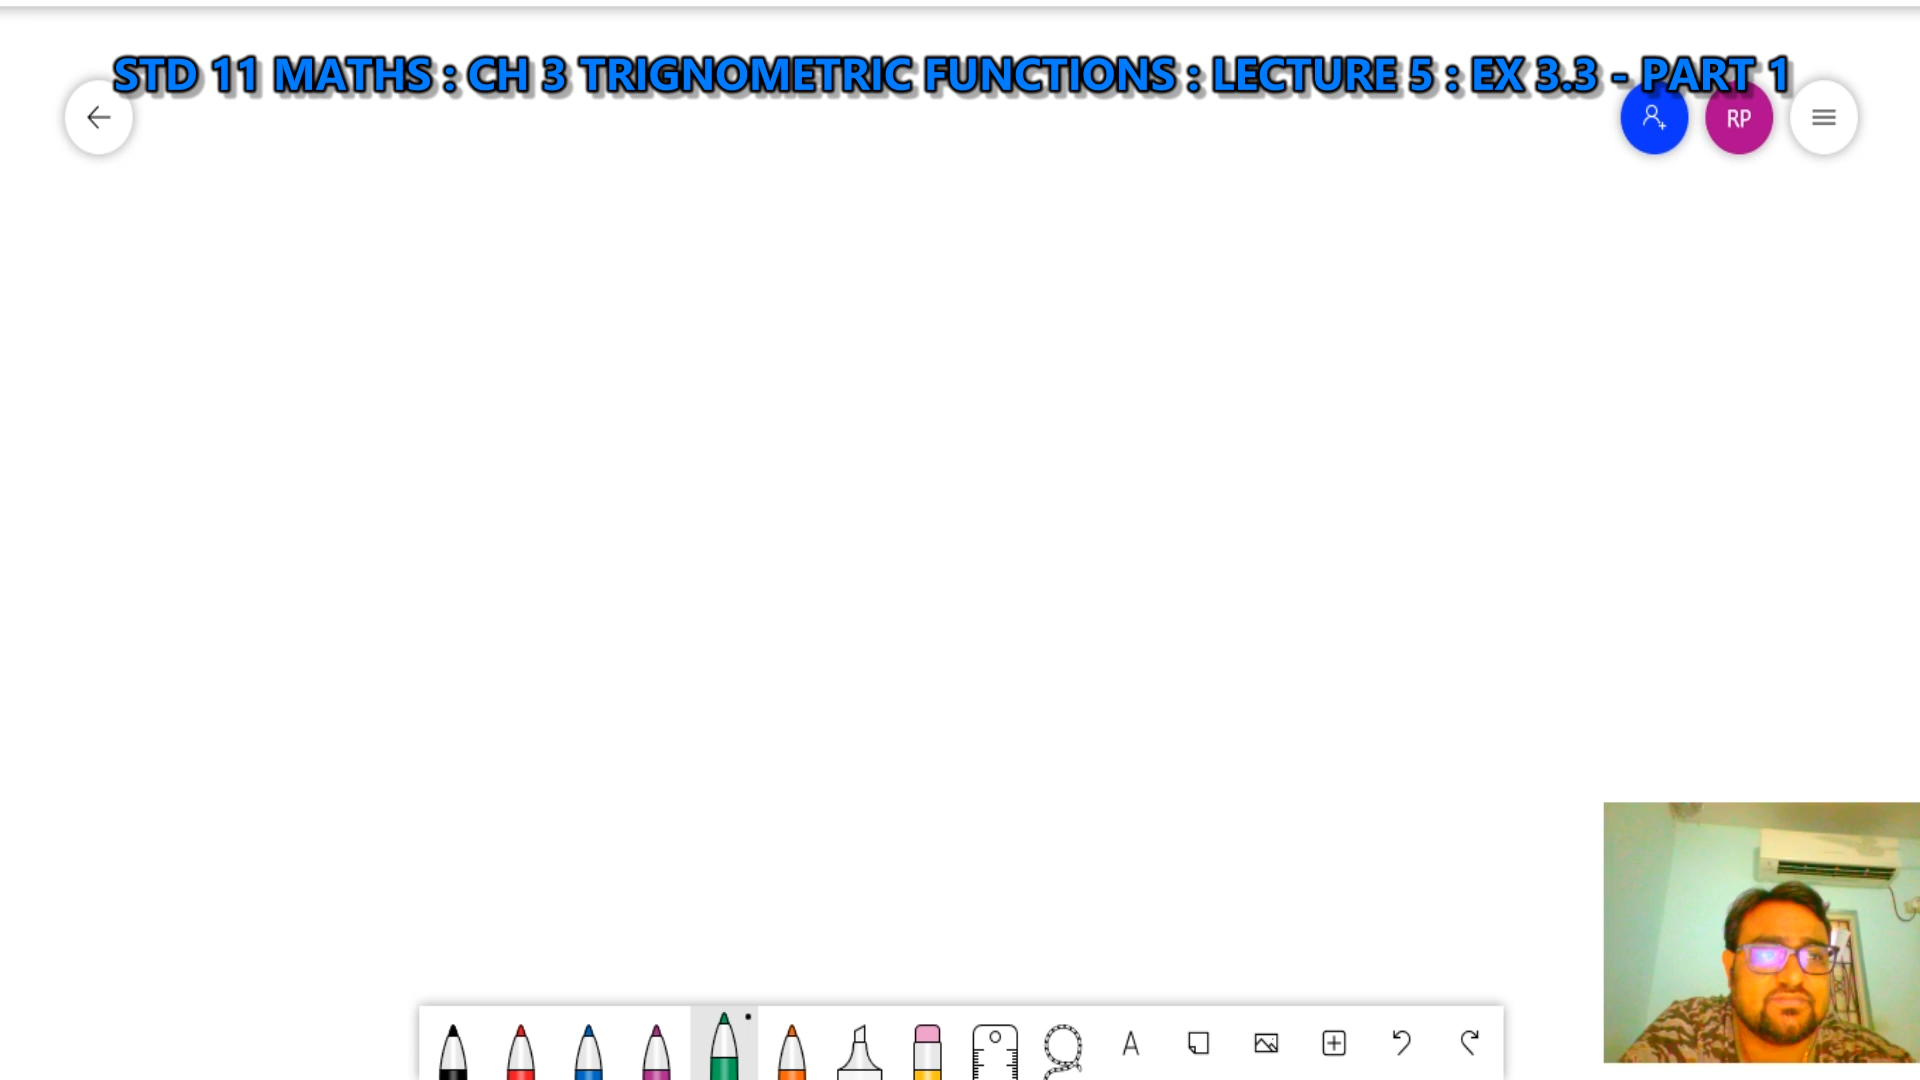 STD 11 MATHS : CH 3 TRIGNOMETRIC FUNCTIONS : LECTURE 5 : EX 3.3 - PART 1
RP
A